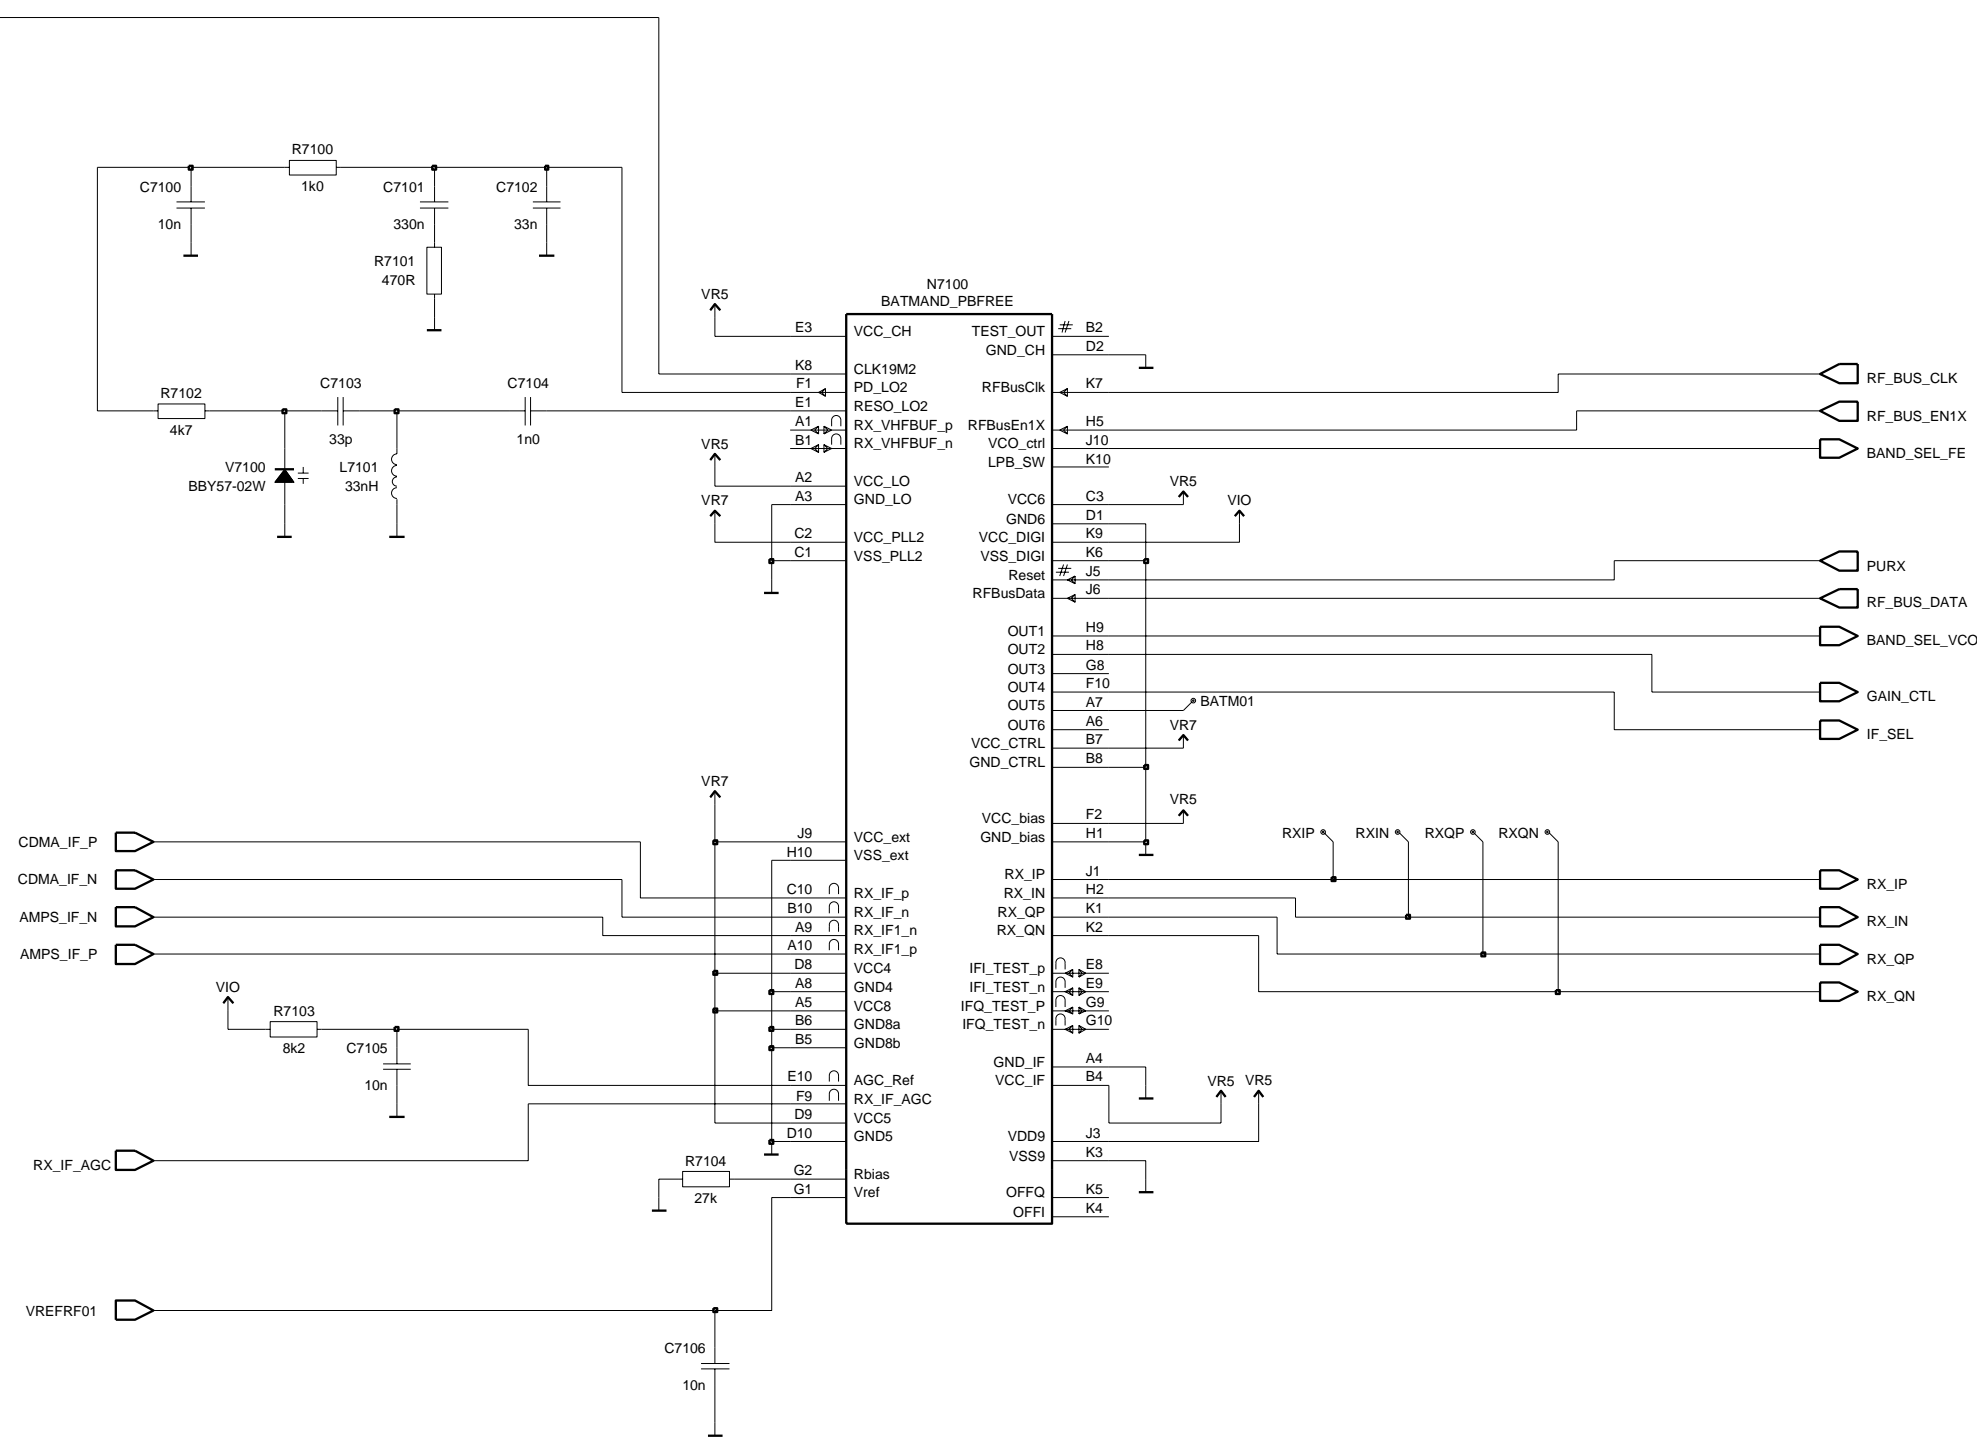 R7100
1k0
C7100
10n
C7101
330n
C7102
33n
R7101
470R
R7102
4k7
C7103
33p
C7104
1n0
V7100
BBY57-02W
L7101
33nH
N7100
BATMAND_PBFREE
VR5
E3 VCC_CH
K8 CLK19M2
F1 PD_LO2
E1 RESO_LO2
A1 RX_VHFBUF_p
B1 RX_VHFBUF_n
VR5
A2 VCC_LO
A3 GND_LO
VR7
C2 VCC_PLL2
C1 VSS_PLL2
VR7
J9 VCC_ext
H10 VSS_ext
CDMA_IF_P
CDMA_IF_N
AMPS_IF_N
AMPS_IF_P
C10 RX_IF_p
B10 RX_IF_n
A9 RX_IF1_n
A10 RX_IF1_p
D8 VCC4
A8 GND4
A5 VCC8
B6 GND8a
B5 GND8b
VIO
R7103
8k2
C7105
10n
E10 AGC_Ref
F9 RX_IF_AGC
D9 VCC5
D10 GND5
RX_IF_AGC
R7104
27k
G2 Rbias
G1 Vref
VREFRF01
C7106
10n
TEST_OUT # B2
GND_CH D2
RFBusClk K7
RFBusEn1X H5
VCO_ctrl J10
LPB_SW K10
VCC6 C3
VR5
GND6 D1
VCC_DIGI K9
VIO
VSS_DIGI K6
Reset # J5
RFBusData J6
OUT1 H9
OUT2 H8
OUT3 G8
OUT4 F10
OUT5 A7
BATM01
OUT6 A6
VCC_CTRL B7
VR7
GND_CTRL B8
VCC_bias F2
VR5
GND_bias H1
RX_IP J1
RX_IN H2
RX_QP K1
RX_QN K2
RXIP RXIN RXQP RXQN
IFI_TEST_p E8
IFI_TEST_n E9
IFQ_TEST_P G9
IFQ_TEST_n G10
GND_IF A4
VCC_IF B4
VR5 VR5
VDD9 J3
VSS9 K3
OFFQ K5
OFFI K4
RF_BUS_CLK
RF_BUS_EN1X
BAND_SEL_FE
PURX
RF_BUS_DATA
BAND_SEL_VCO
GAIN_CTL
IF_SEL
RX_IP
RX_IN
RX_QP
RX_QN